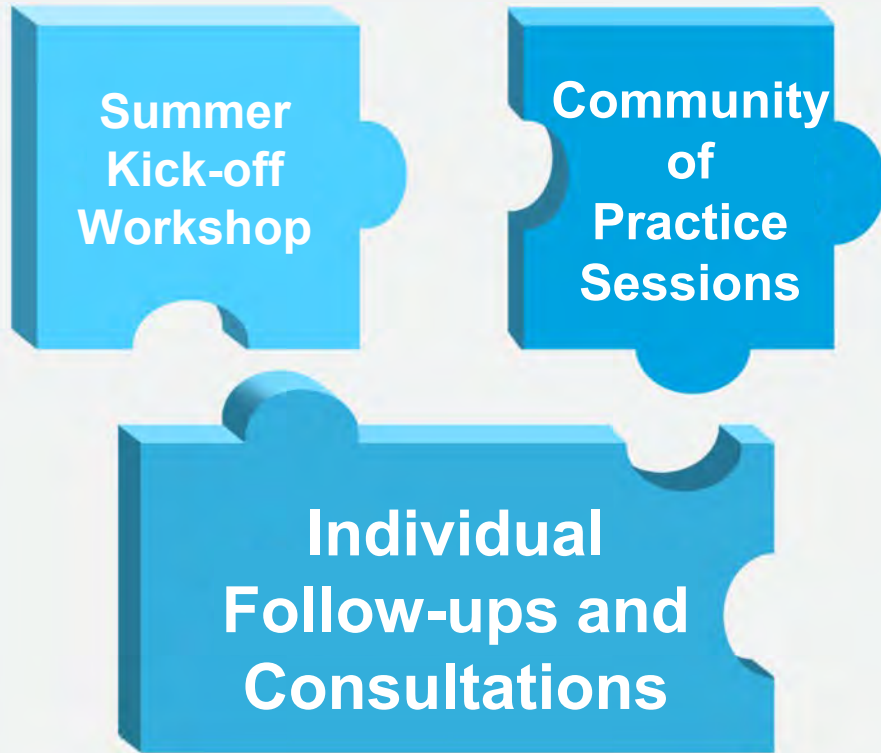 Summer
Kick-off
Workshop
Community
of
Practice
Sessions
Individual
Follow-ups and
Consultations